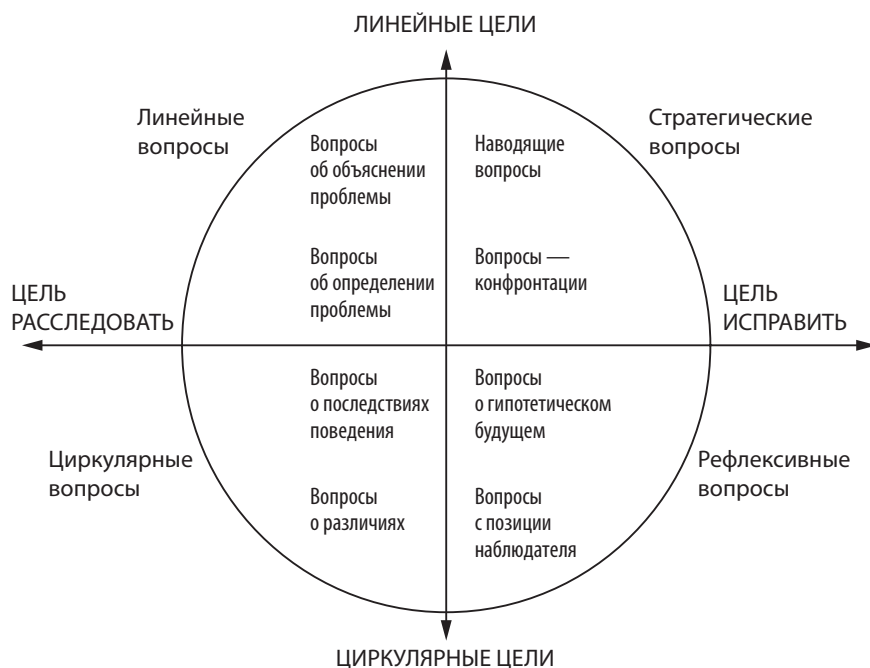 ЛИНЕЙНЫЕ ЦЕЛИ
Линейные
вопросы
Стратегические
вопросы
Вопросы
об объяснении
проблемы
Наводящие
вопросы
Вопросы
об определении
проблемы
Вопросы —
конфронтации
ЦЕЛЬ
РАССЛЕДОВАТЬ
ЦЕЛЬ
ИСПРАВИТЬ
Вопросы
о последствиях
поведения
Вопросы
о гипотетическом
будущем
Циркулярные
вопросы
Рефлексивные
вопросы
Вопросы
о различиях
Вопросы
с позиции
наблюдателя
ЦИРКУЛЯРНЫЕ ЦЕЛИ